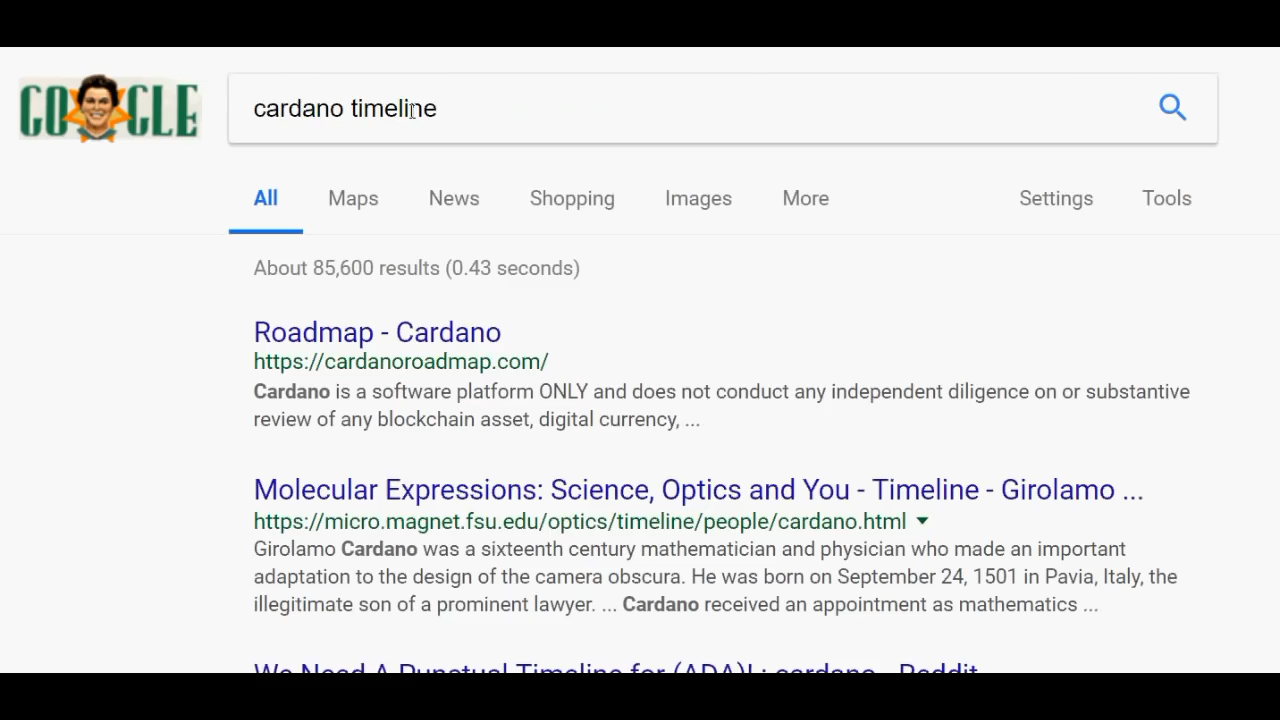 GOOGLE
cardano timeline
All Maps News Shopping Images More Settings Tools
About 85,600 results (0.43 seconds)
Roadmap - Cardano
https://cardanoroadmap.com/
Cardano is a software platform ONLY and does not conduct any independent diligence on or substantive
review of any blockchain asset, digital currency, ...
Molecular Expressions: Science, Optics and You - Timeline - Girolamo ...
https://micro.magnet.fsu.edu/optics/timeline/people/cardano.html
Girolamo Cardano was a sixteenth century mathematician and physician who made an important
adaptation to the design of the camera obscura. He was born on September 24, 1501 in Pavia, Italy, the
illegitimate son of a prominent lawyer. ... Cardano received an appointment as mathematics ...
We Need A Punctual Timeline for (ADA)! : cardano - Reddit